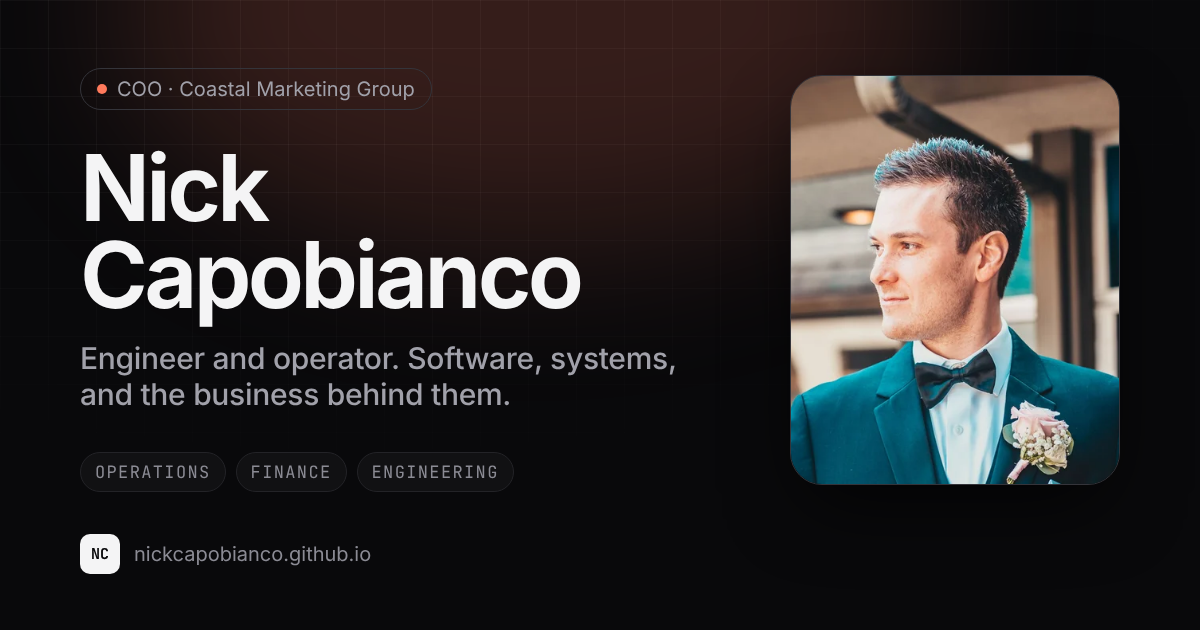 COO · Coastal Marketing Group
Nick
Capobianco
Engineer and operator. Software, systems,
and the business behind them.
OPERATIONS FINANCE ENGINEERING
NC nickcapobianco.github.io